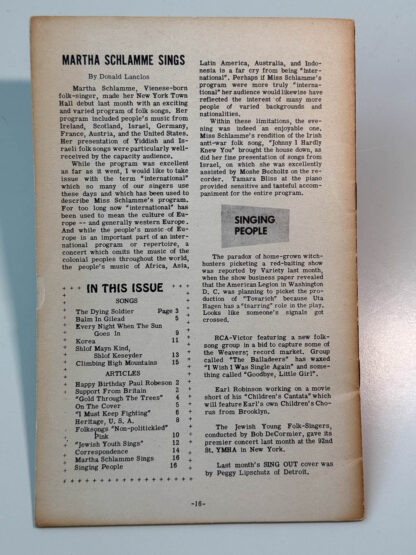 MARTHA SCHLAMME SINGS
By Donald Lanclos
Martha Schlamme, Vienese-born
folk-singer, made her New York Town
Hall debut last month with an exciting
and varied program of folk songs. Her
program included people's music from
Ireland, Scotland, Israel, Germany,
France, Austria, and the United States.
Her presentation of Yiddish and Is-
raeli folk songs were particularly well-
received by the capacity audience.
While the program was excellent
as far as it went, I would like to take
issue with the term "international"
which so many of our singers use
these days and which has been used to
describe Miss Schlamme's program.
For too long now "international" has
been used to mean the culture of Eu-
rope -- and generally western Europe.
And while the people's music of Eu-
rope is an important part of an inter-
national program or repertoire, a
concert which omits the music of the
colonial peoples throughout the world,
the people's music of Africa, Asia,
IN THIS ISSUE
SONGS
The Dying Soldier Page 3
Balm In Gilead 5
Every Night When The Sun
Goes In 9
Korea 11
Shlof Mayn Kind,
Shlof Keseyder 13
Climbing High Mountains 15
ARTICLES
Happy Birthday Paul Robeson 2
Support From Britain 2
"Gold Through The Trees" 4
On The Cover 5
"I Must Keep Fighting" 6
Heritage, U. S. A. 8
Folksongs "Non-politickled"
Pink 10
"Jewish Youth Sings" 12
Correspondence 14
Martha Schlamme Sings 16
Singing People 16
Latin America, Australia, and Indo-
nesia is a far cry from being "inter-
national". Perhaps if Miss Schlamme's
program were more truly "interna-
tional" her audience would likewise have
reflected the interest of many more
people of varied backgrounds and
nationalities.
Within these limitations, the eve-
ning was indeed an enjoyable one.
Miss Schlamme's rendition of the Irish
anti-war folk song, "Johnny I Hardly
Knew You" brought the house down, as
did her fine presentation of songs from
Israel, on which she was excellently
assisted by Moshe Bacholtz on the re-
corder. Tamara Bliss at the piano
provided sensitive and tasteful accom-
paniment for the entire program.
SINGING
PEOPLE
The paradox of home-grown witch-
hunters picketing a red-baiting show
was reported by Variety last month,
when the show business paper revealed
that the American Legion in Washington
D. C. was planning to picket the pro-
duction of "Tovarich" because Uta
Hagen has a "tsarring" role in the play.
Looks like someone's signals got
crossed.
RCA-Victor featuring a new folk-
song group in a bid to capture some of
the Weavers; record market. Group
called "The Balladeers" has waxed
"I Wish I Was Single Again" and some-
thing called "Goodbye, Little Girl".
Earl Robinson working on a movie
short of his "Children's Cantata" which
will feature Earl's own Children's Cho-
rus from Brooklyn.
The Jewish Young Folk-Singers,
conducted by Bob DeCormier, gave its
premier concert last month at the 92nd
St. YMHA in New York.
Last month's SING OUT cover was
by Peggy Lipschutz of Detroit.
-16-